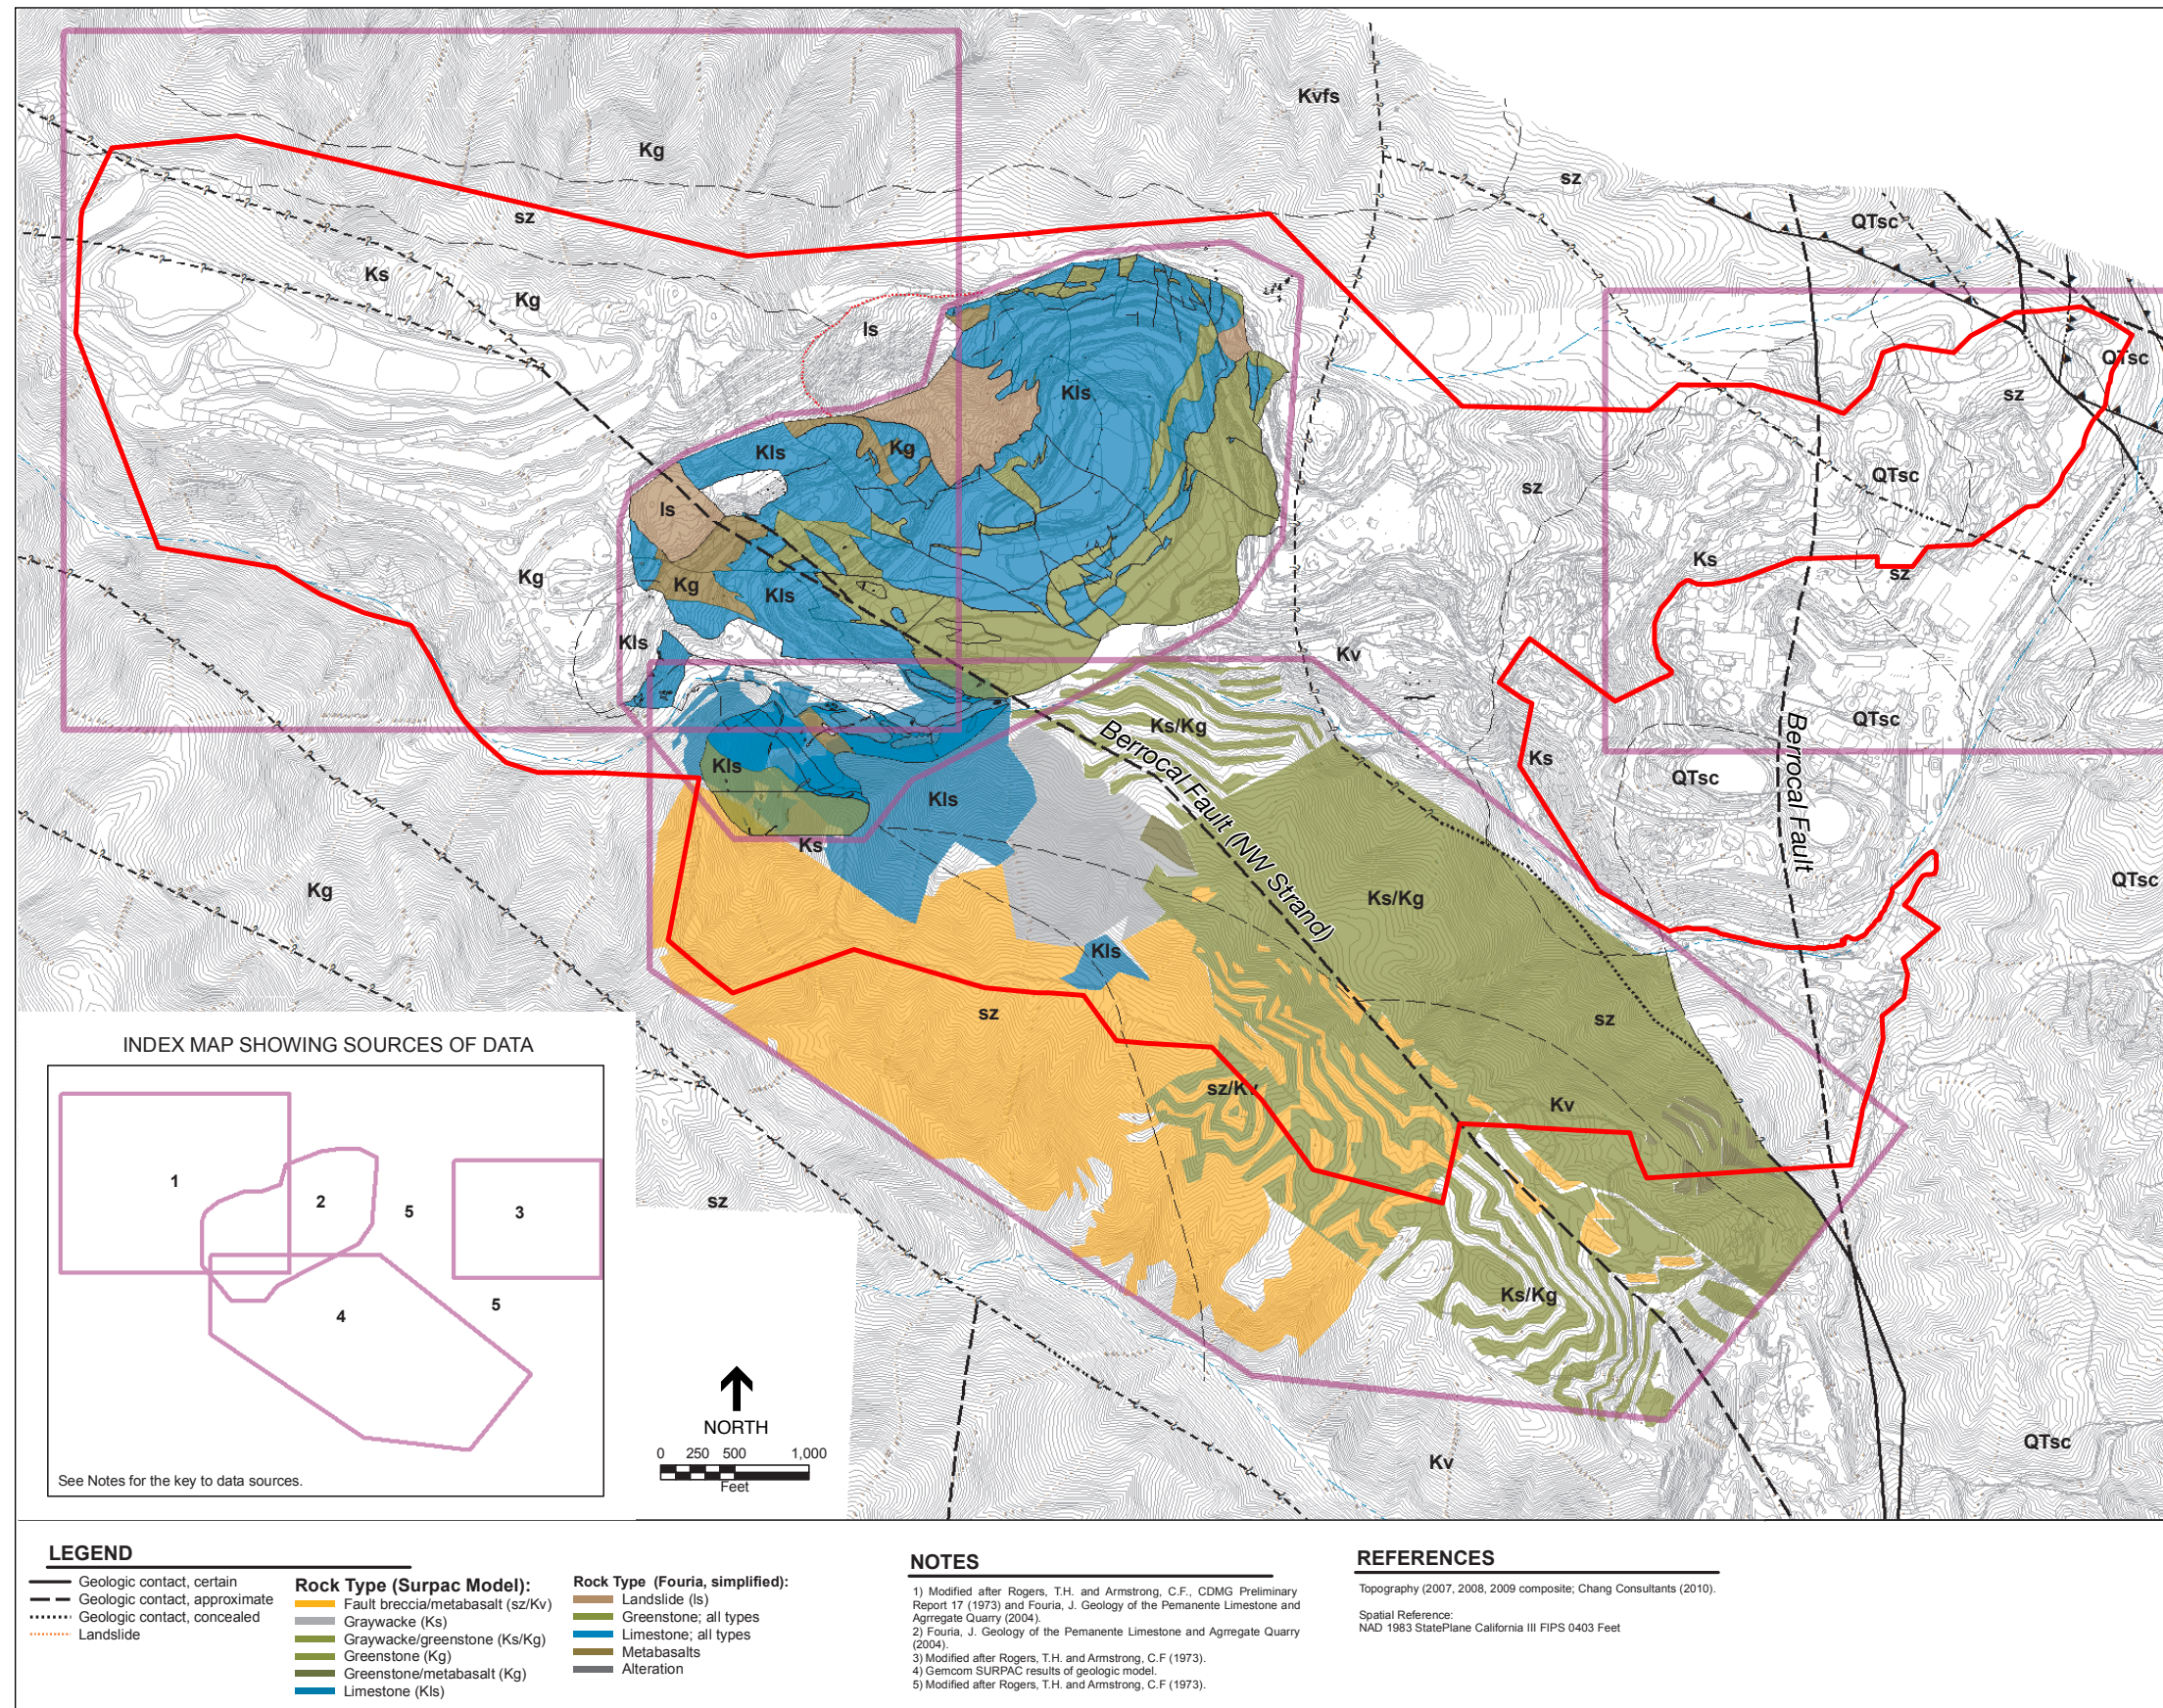 Kvfs
Kg
sz
sz
QTsc
Ks
Kg
ls
QTsc
Kls
sz
Kls
Kg
QTsc
sz
ls
Ks
sz
Kg
Kg
Kls
Kls
Kv
Ks/Kg
QTsc
Berrocal Fault (NW Strand)
Berrocal Fault
Ks
Kls
QTsc
Kls
Ks
Kg
Ks/Kg
QTsc
Kls
sz
sz
sz/Kv
Kv
sz
Ks/Kg
QTsc
Kv
INDEX MAP SHOWING SOURCES OF DATA
1
2
5
3
5
4
See Notes for the key to data sources.
NORTH
0 250 500 1,000
Feet
LEGEND
Geologic contact, certain
Geologic contact, approximate
Geologic contact, concealed
Landslide
Rock Type (Surpac Model):
Fault breccia/metabasalt (sz/Kv)
Graywacke (Ks)
Graywacke/greenstone (Ks/Kg)
Greenstone (Kg)
Greenstone/metabasalt (Kg)
Limestone (Kls)
Rock Type (Fouria, simplified):
Landslide (ls)
Greenstone; all types
Limestone; all types
Metabasalts
Alteration
NOTES
1) Modified after Rogers, T.H. and Armstrong, C.F., CDMG Preliminary
Report 17 (1973) and Fouria, J. Geology of the Pemanente Limestone and
Agrregate Quarry (2004).
2) Fouria, J. Geology of the Pemanente Limestone and Agrregate Quarry
(2004).
3) Modified after Rogers, T.H. and Armstrong, C.F (1973).
4) Gemcom SURPAC results of geologic model.
5) Modified after Rogers, T.H. and Armstrong, C.F (1973).
REFERENCES
Topography (2007, 2008, 2009 composite; Chang Consultants (2010).
Spatial Reference:
NAD 1983 StatePlane California III FIPS 0403 Feet